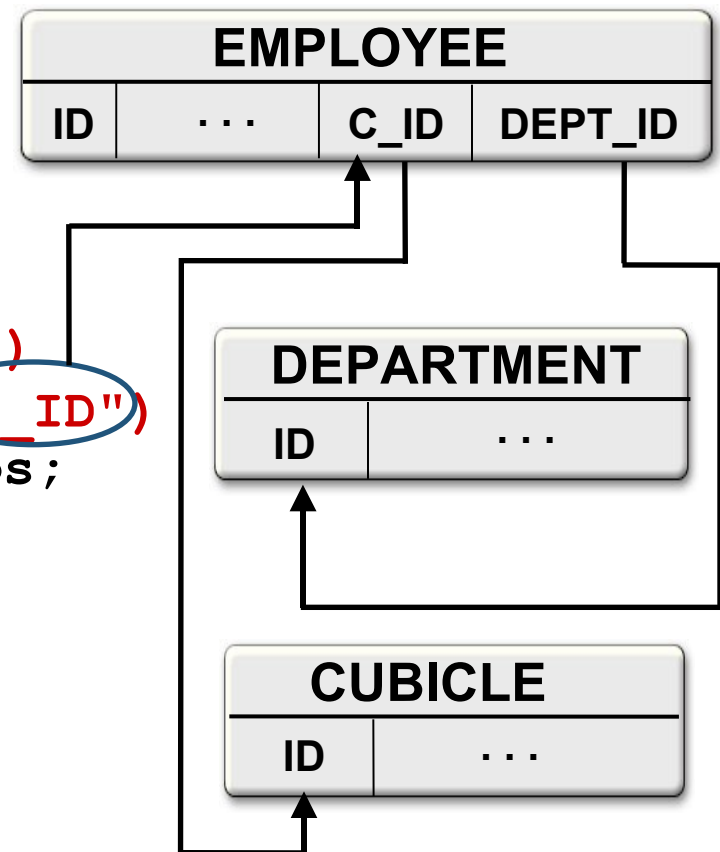 EMPLOYEE
ID ... C_ID DEPT_ID
)
_ID")
s;
DEPARTMENT
ID ...
CUBICLE
ID ...